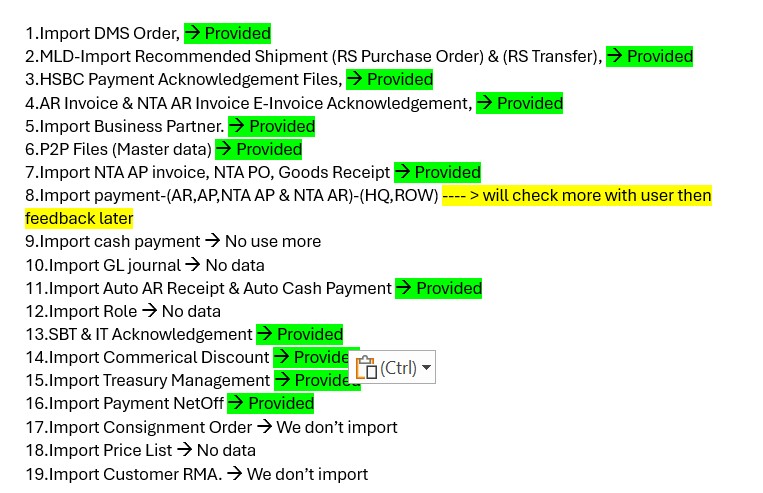 1.Import DMS Order, → Provided
2.MLD-Import Recommended Shipment (RS Purchase Order) & (RS Transfer), → Provided
3.HSBC Payment Acknowledgement Files, → Provided
4.AR Invoice & NTA AR Invoice E-Invoice Acknowledgement, → Provided
5.Import Business Partner. → Provided
6.P2P Files (Master data) → Provided
7.Import NTA AP invoice, NTA PO, Goods Receipt → Provided
8.Import payment-(AR,AP,NTA AP & NTA AR)-(HQ,ROW) ---- > will check more with user then
feedback later
9.Import cash payment → No use more
10.Import GL journal → No data
11.Import Auto AR Receipt & Auto Cash Payment → Provided
12.Import Role → No data
13.SBT & IT Acknowledgement → Provided
14.Import Commerical Discount → Provide
(Ctrl)
15.Import Treasury Management → Provided
16.Import Payment NetOff → Provided
17.Import Consignment Order → We don’t import
18.Import Price List → No data
19.Import Customer RMA. → We don’t import